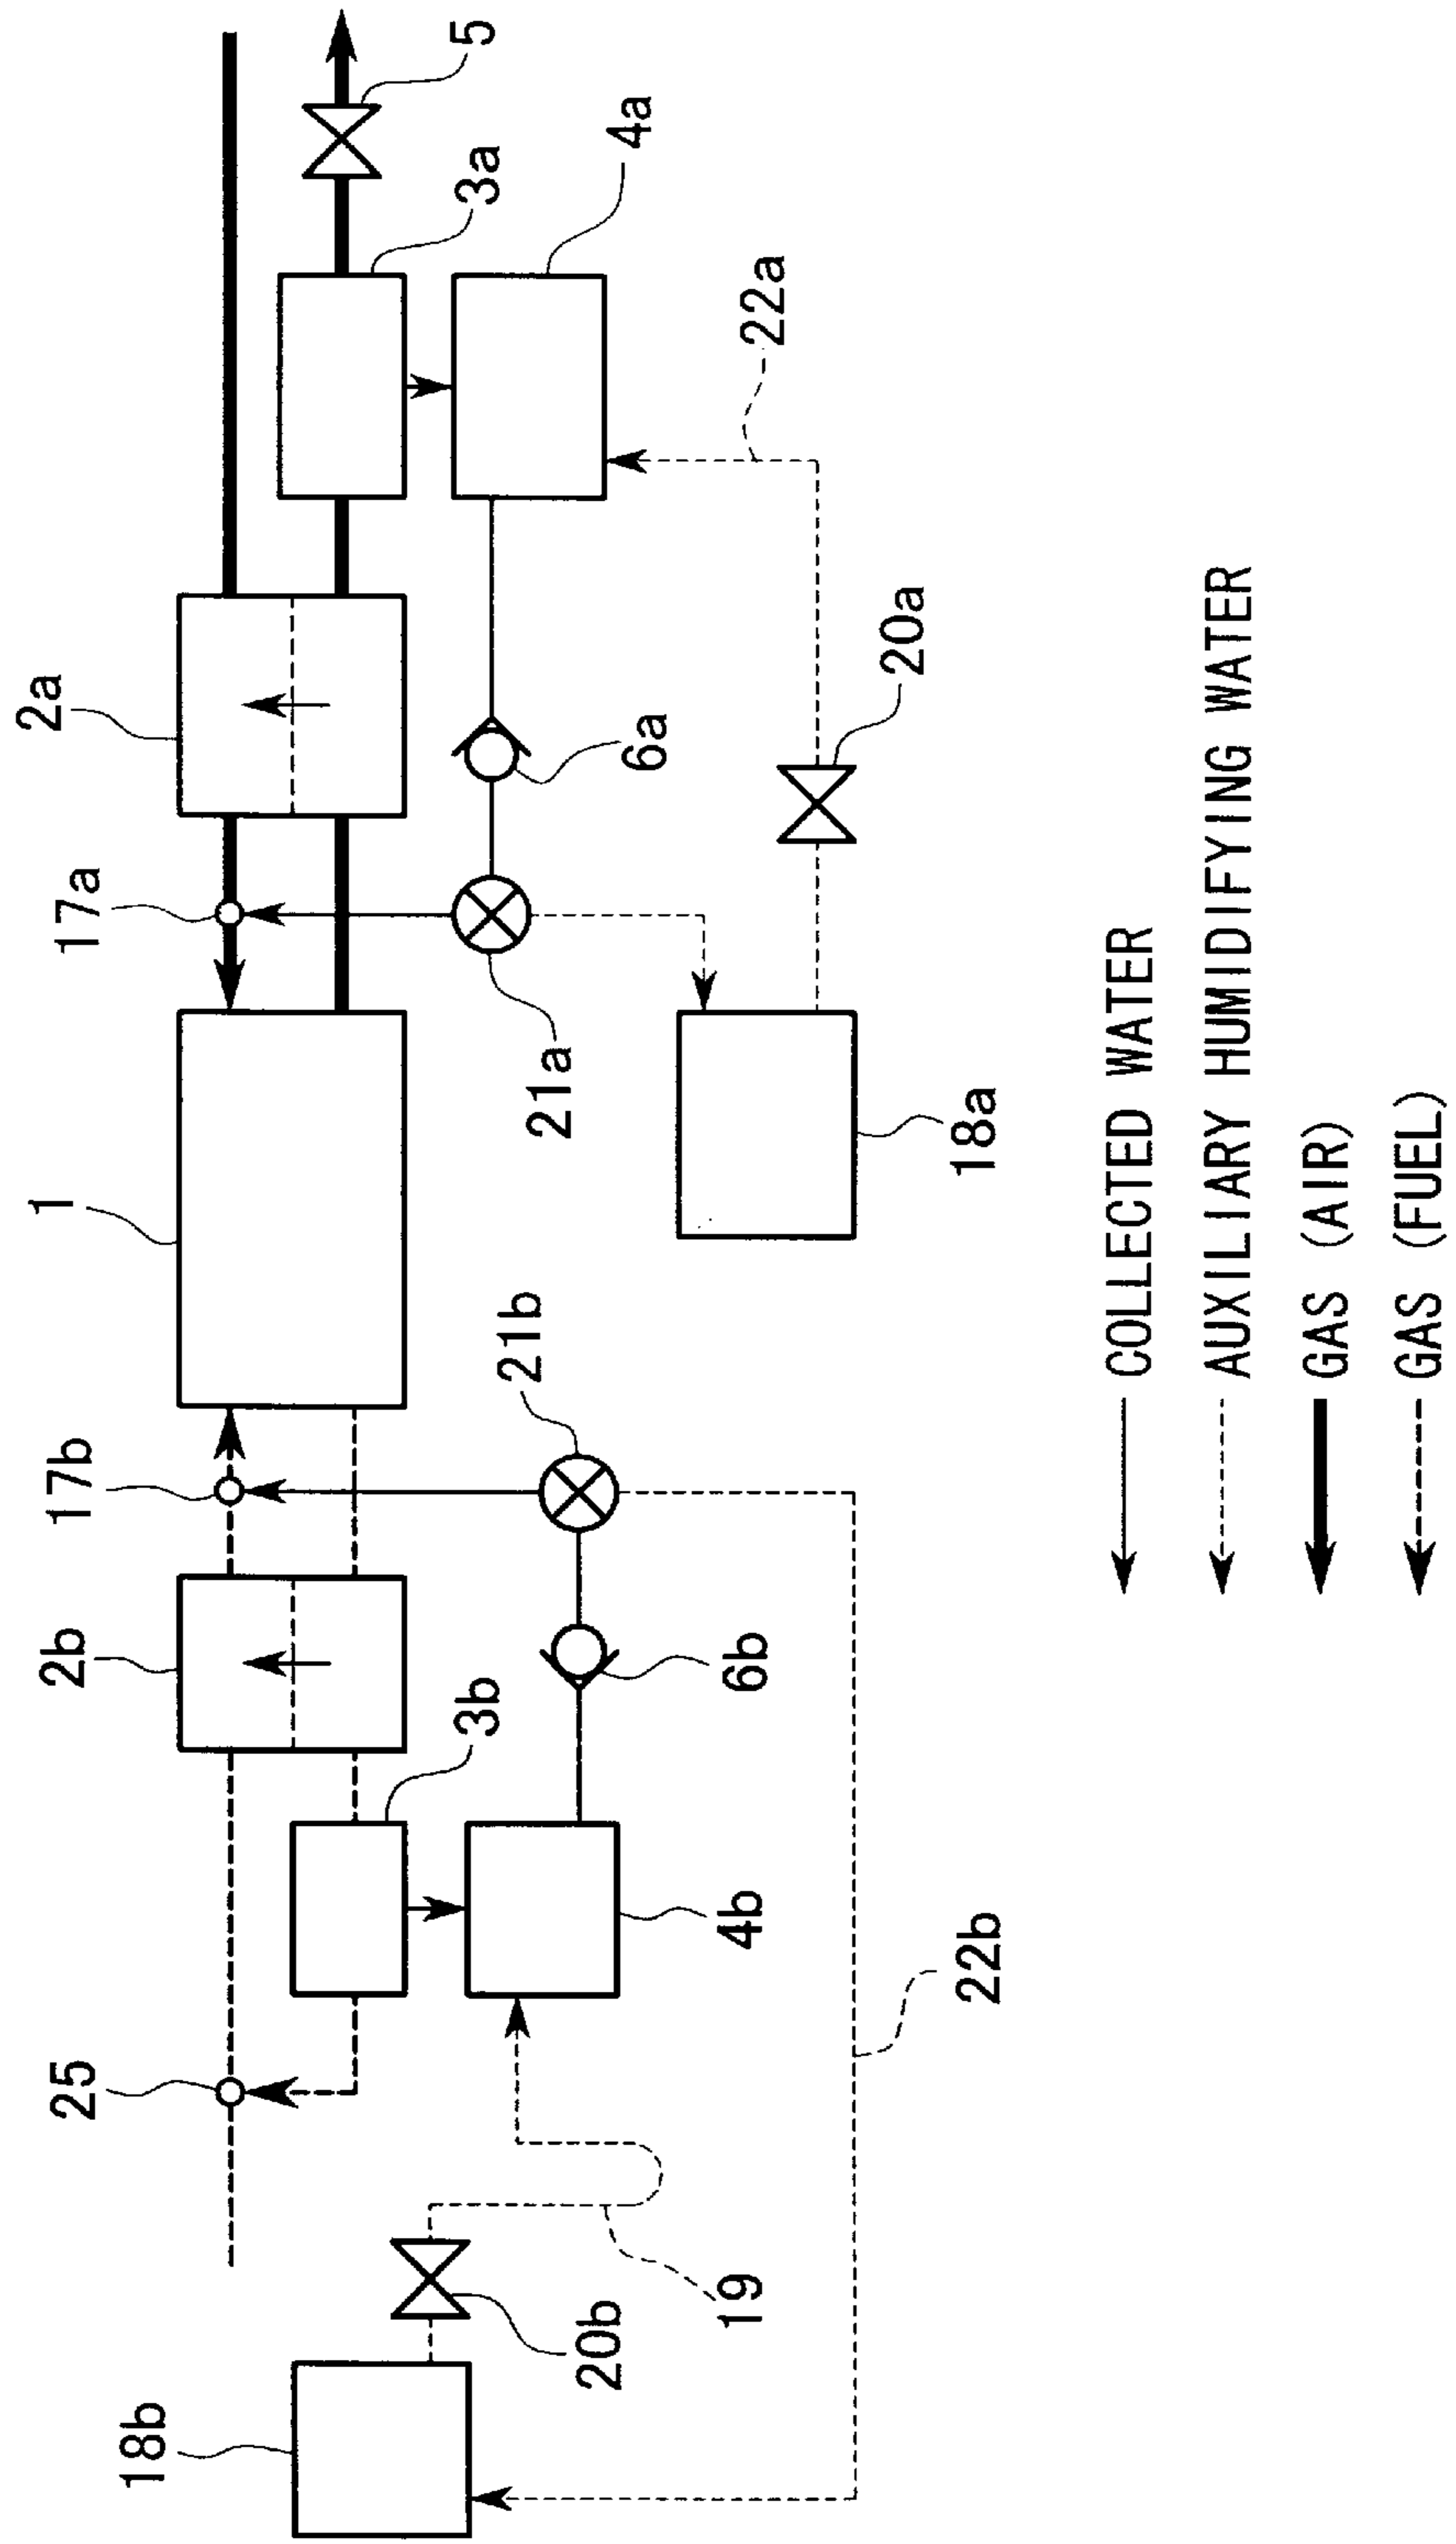 18b
20b
19
22b
25
3b
4b
2b
6b
17b
21b
1
18a
21a
17a
2a
6a
20a
22a
3a
4a
5
COLLECTED WATER
AUXILIARY HUMIDIFYING WATER
GAS (AIR)
GAS (FUEL)